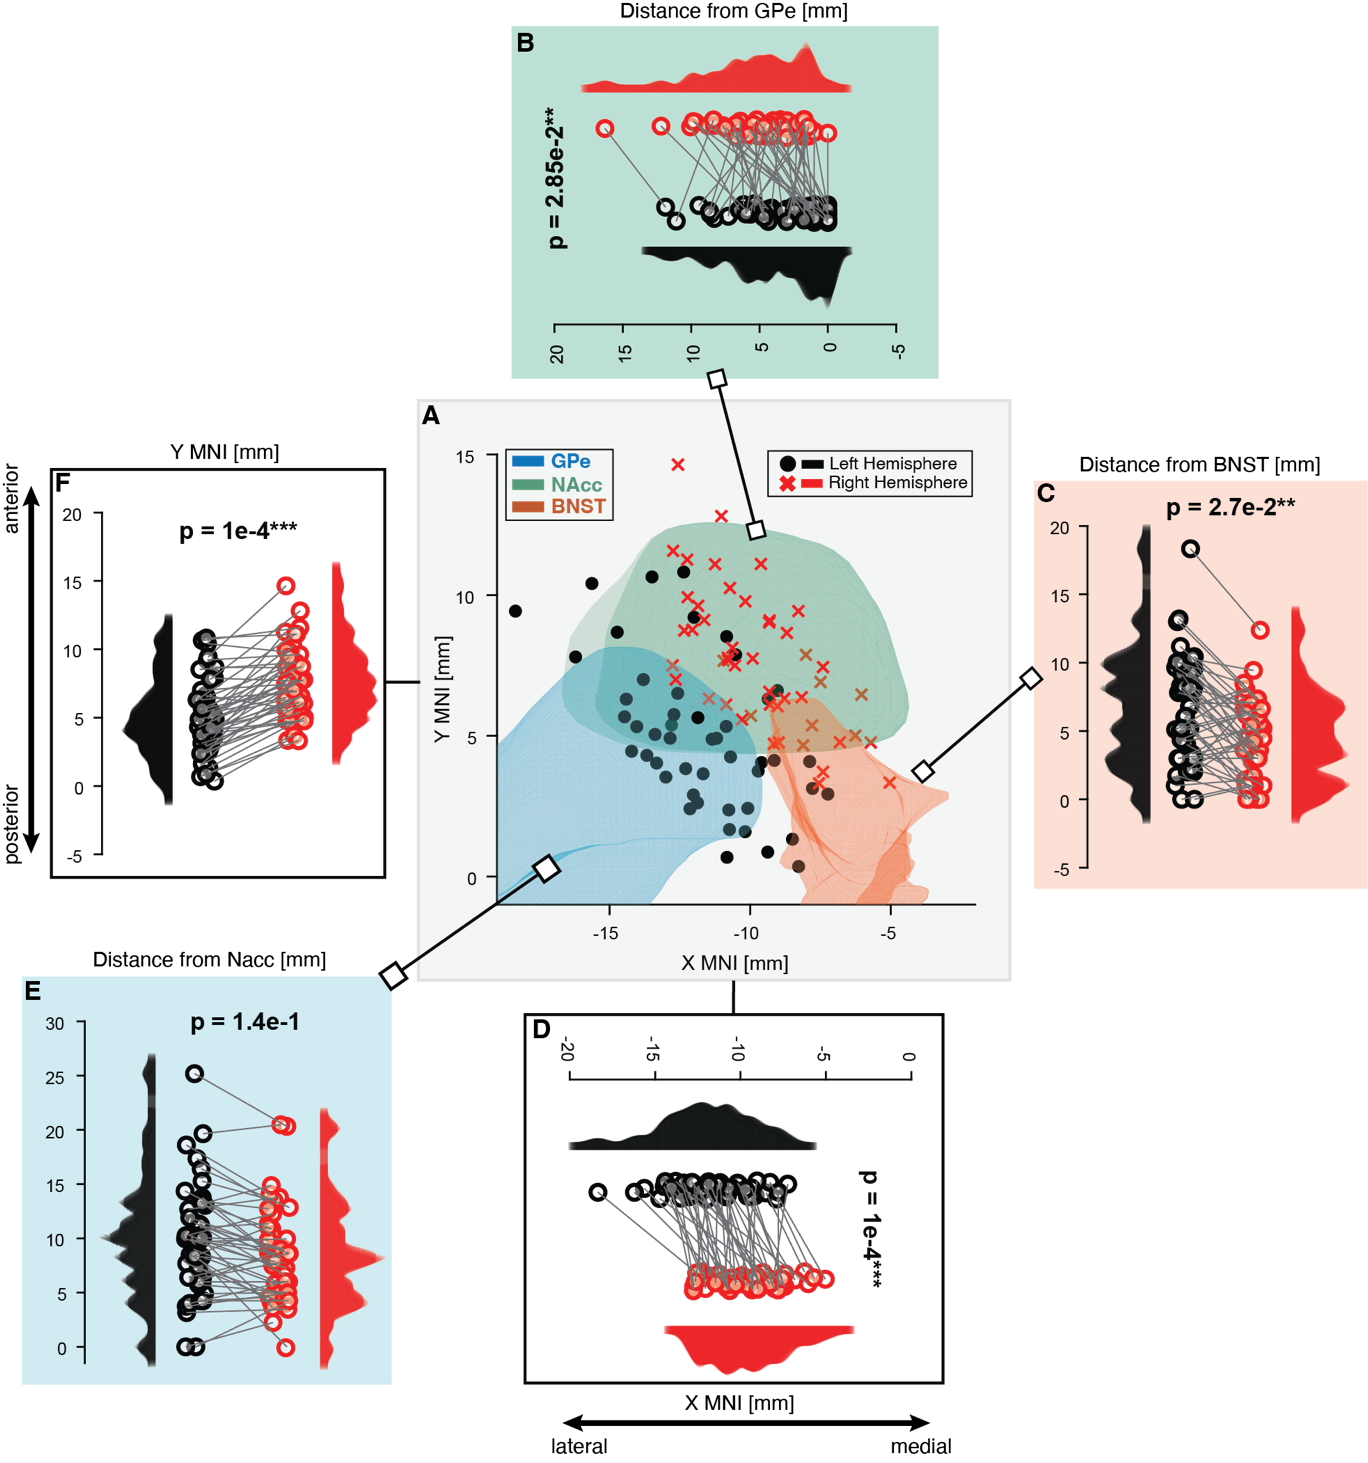 Distance from GPe [mm]
B
p = 2.85e-2**
20 15 10 5 0 -5
A
15
10
5
0
Y MNI [mm]
GPe
NAcc
BNST
Left Hemisphere
Right Hemisphere
-15 -10 -5
X MNI [mm]
Y MNI [mm]
F
anterior
posterior
p = 1e-4***
20
15
10
5
0
-5
Distance from BNST [mm]
C
p = 2.7e-2**
20
15
10
5
0
-5
Distance from Nacc [mm]
E
p = 1.4e-1
30
25
20
15
10
5
0
D
-20 -15 -10 -5 0
p = 1e-4***
X MNI [mm]
lateral medial